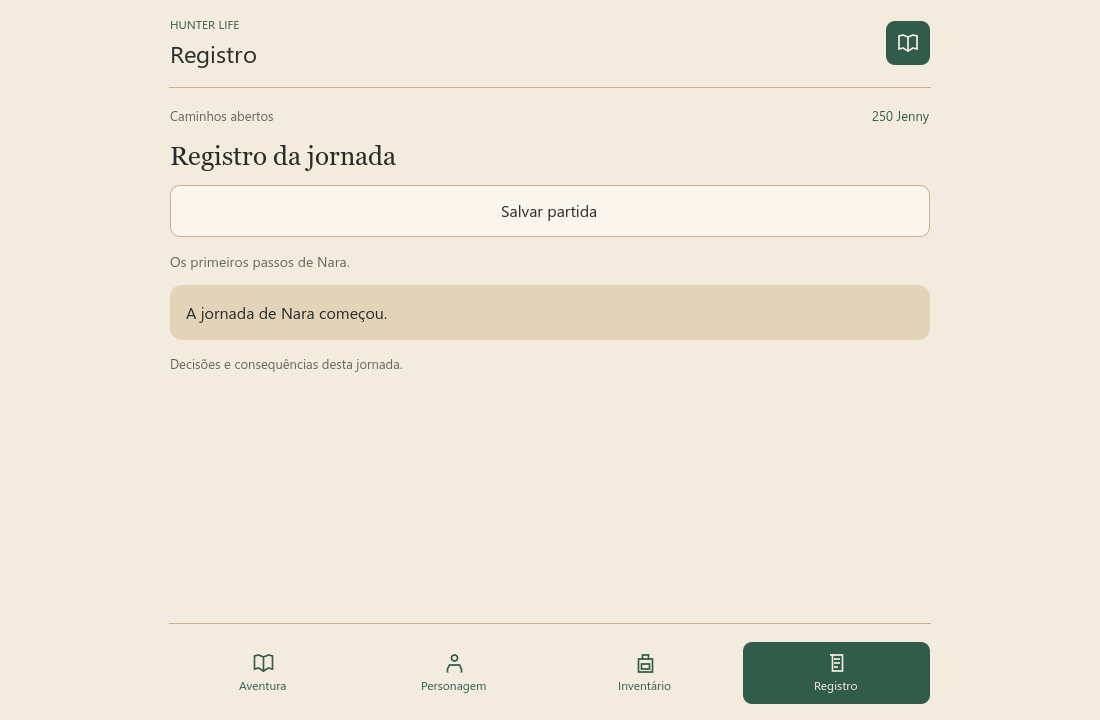 HUNTER LIFE
Registro
Caminhos abertos
250 Jenny
Registro da jornada
Salvar partida
Os primeiros passos de Nara.
A jornada de Nara começou.
Decisões e consequências desta jornada.
Aventura
Personagem
Inventário
Registro